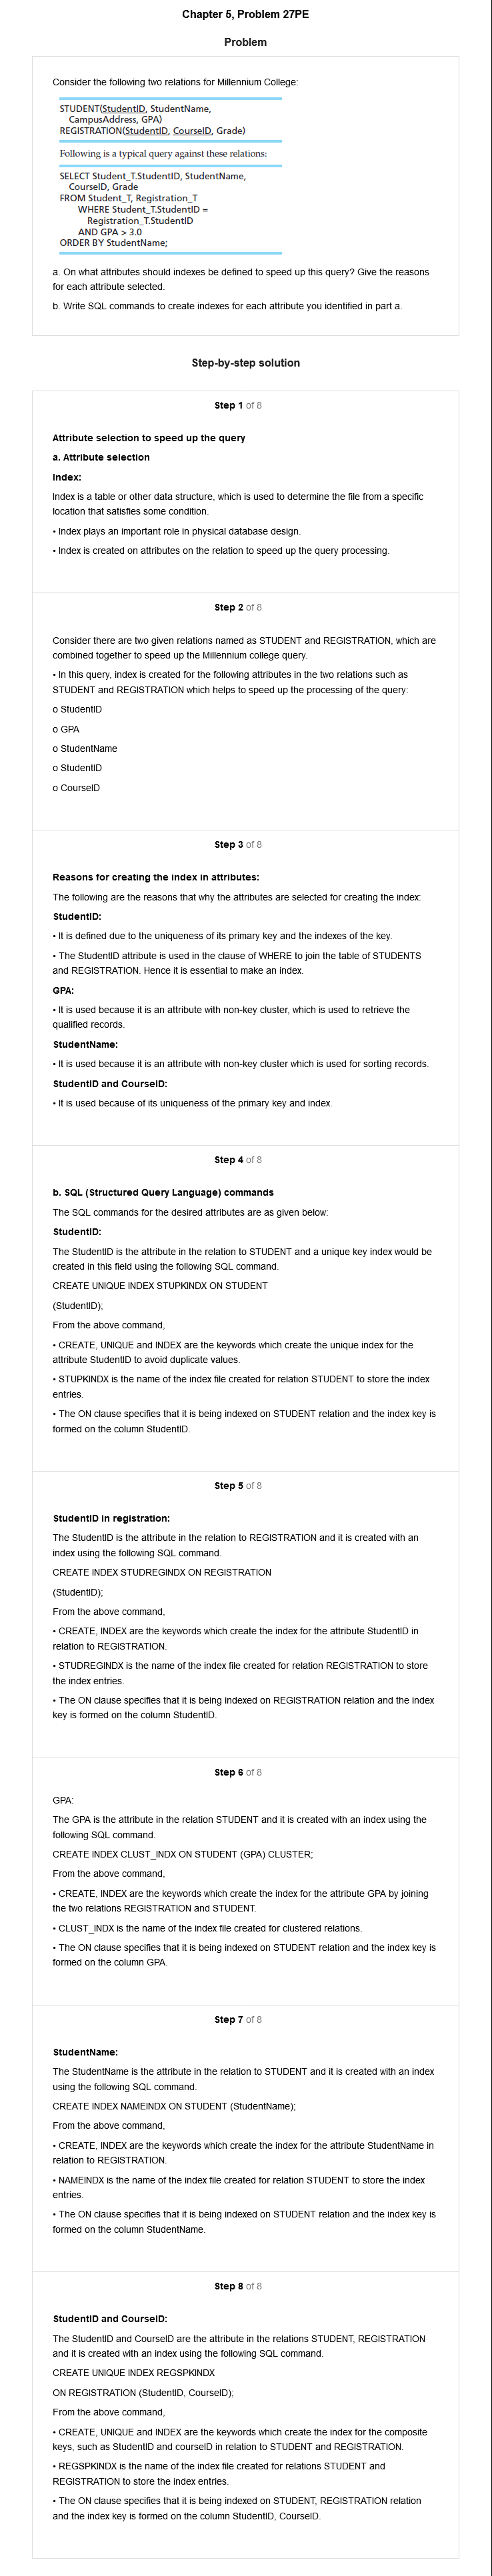 Chapter 5, Problem 27PE
Problem
Consider the following two relations for Millennium College:
STUDENT(StudentID, StudentName,
CampusAddress, GPA)
REGISTRATION(StudentID, CourseID, Grade)
Following is a typical query against these relations:
SELECT Student_T.StudentID, StudentName,
CourseID, Grade
FROM Student_T, Registration_T
WHERE Student_T.StudentID =
Registration_T.StudentID
AND GPA > 3.0
ORDER BY StudentName;
a. On what attributes should indexes be defined to speed up this query? Give the reasons
for each attribute selected.
b. Write SQL commands to create indexes for each attribute you identified in part a.
Step-by-step solution
Step 1 of 8
Attribute selection to speed up the query
a. Attribute selection
Index:
Index is a table or other data structure, which is used to determine the file from a specific
location that satisfies some condition.
• Index plays an important role in physical database design.
• Index is created on attributes on the relation to speed up the query processing.
Step 2 of 8
Consider there are two given relations named as STUDENT and REGISTRATION, which are
combined together to speed up the Millennium college query.
• In this query, index is created for the following attributes in the two relations such as
STUDENT and REGISTRATION which helps to speed up the processing of the query:
o StudentID
o GPA
o StudentName
o StudentID
o CourseID
Step 3 of 8
Reasons for creating the index in attributes:
The following are the reasons that why the attributes are selected for creating the index:
StudentID:
• It is defined due to the uniqueness of its primary key and the indexes of the key.
• The StudentID attribute is used in the clause of WHERE to join the table of STUDENTS
and REGISTRATION. Hence it is essential to make an index.
GPA:
• It is used because it is an attribute with non-key cluster, which is used to retrieve the
qualified records.
StudentName:
• It is used because it is an attribute with non-key cluster which is used for sorting records.
StudentID and CourseID:
• It is used because of its uniqueness of the primary key and index.
Step 4 of 8
b. SQL (Structured Query Language) commands
The SQL commands for the desired attributes are as given below:
StudentID:
The StudentID is the attribute in the relation to STUDENT and a unique key index would be
created in this field using the following SQL command.
CREATE UNIQUE INDEX STUPKINDX ON STUDENT
(StudentID);
From the above command,
• CREATE, UNIQUE and INDEX are the keywords which create the unique index for the
attribute StudentID to avoid duplicate values.
• STUPKINDX is the name of the index file created for relation STUDENT to store the index
entries.
• The ON clause specifies that it is being indexed on STUDENT relation and the index key is
formed on the column StudentID.
Step 5 of 8
StudentID in registration:
The StudentID is the attribute in the relation to REGISTRATION and it is created with an
index using the following SQL command.
CREATE INDEX STUDREGINDX ON REGISTRATION
(StudentID);
From the above command,
• CREATE, INDEX are the keywords which create the index for the attribute StudentID in
relation to REGISTRATION.
• STUDREGINDX is the name of the index file created for relation REGISTRATION to store
the index entries.
• The ON clause specifies that it is being indexed on REGISTRATION relation and the index
key is formed on the column StudentID.
Step 6 of 8
GPA:
The GPA is the attribute in the relation STUDENT and it is created with an index using the
following SQL command.
CREATE INDEX CLUST_INDX ON STUDENT (GPA) CLUSTER;
From the above command,
• CREATE, INDEX are the keywords which create the index for the attribute GPA by joining
the two relations REGISTRATION and STUDENT.
• CLUST_INDX is the name of the index file created for clustered relations.
• The ON clause specifies that it is being indexed on STUDENT relation and the index key is
formed on the column GPA.
Step 7 of 8
StudentName:
The StudentName is the attribute in the relation to STUDENT and it is created with an index
using the following SQL command.
CREATE INDEX NAMEINDX ON STUDENT (StudentName);
From the above command,
• CREATE, INDEX are the keywords which create the index for the attribute StudentName in
relation to REGISTRATION.
• NAMEINDX is the name of the index file created for relation STUDENT to store the index
entries.
• The ON clause specifies that it is being indexed on STUDENT relation and the index key is
formed on the column StudentName.
Step 8 of 8
StudentID and CourseID:
The StudentID and CourseID are the attribute in the relations STUDENT, REGISTRATION
and it is created with an index using the following SQL command.
CREATE UNIQUE INDEX REGSPKINDX
ON REGISTRATION (StudentID, CourseID);
From the above command,
• CREATE, UNIQUE and INDEX are the keywords which create the index for the composite
keys, such as StudentID and courseID in relation to STUDENT and REGISTRATION.
• REGSPKINDX is the name of the index file created for relations STUDENT and
REGISTRATION to store the index entries.
• The ON clause specifies that it is being indexed on STUDENT, REGISTRATION relation
and the index key is formed on the column StudentID, CourseID.